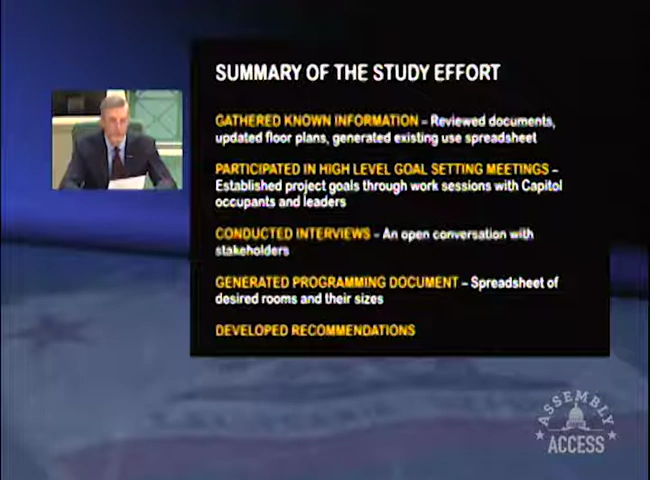 SUMMARY OF THE STUDY EFFORT
GATHERED KNOWN INFORMATION – Reviewed documents,
updated floor plans, generated existing use spreadsheet
PARTICIPATED IN HIGH LEVEL GOAL SETTING MEETINGS –
Established project goals through work sessions with Capitol
occupants and leaders
CONDUCTED INTERVIEWS – An open conversation with
stakeholders
GENERATED PROGRAMMING DOCUMENT – Spreadsheet of
desired rooms and their sizes
DEVELOPED RECOMMENDATIONS
ASSEMBLY
ACCESS